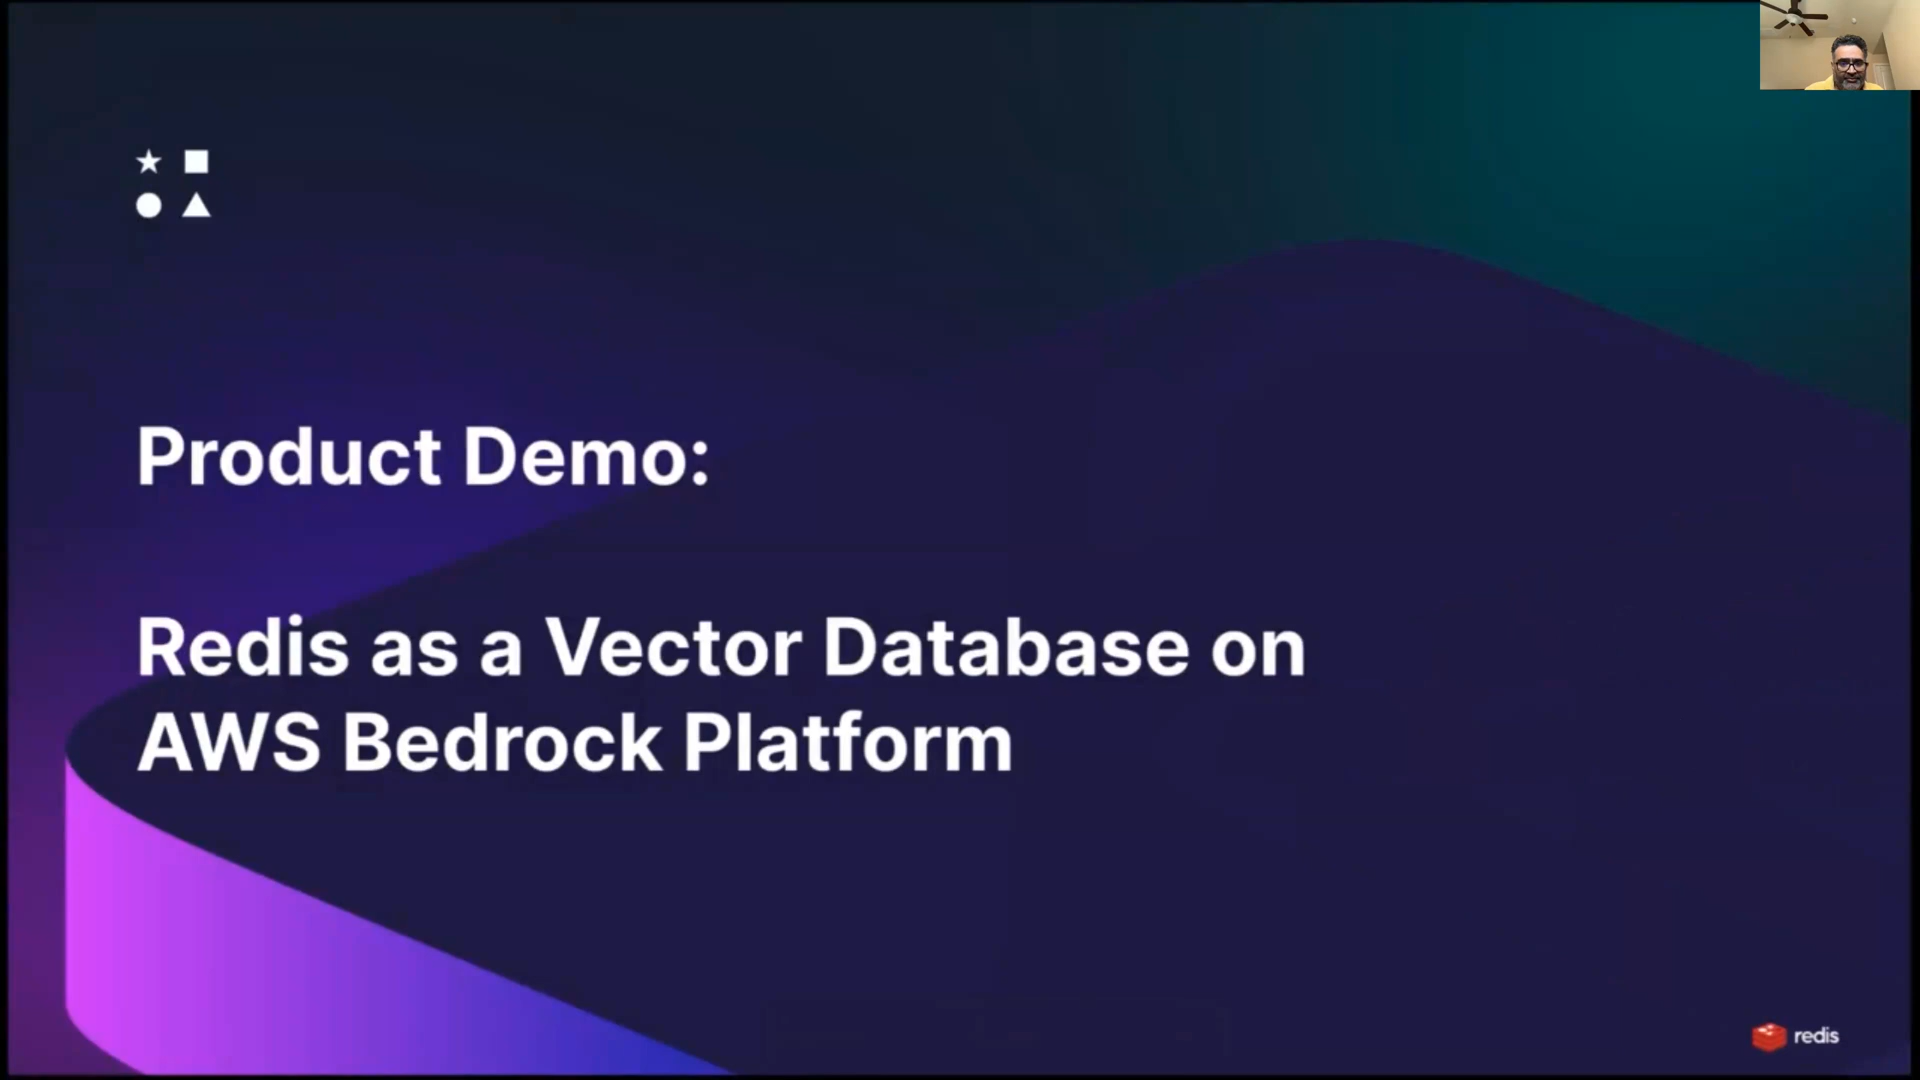 Product Demo:
Redis as a Vector Database on
AWS Bedrock Platform
redis